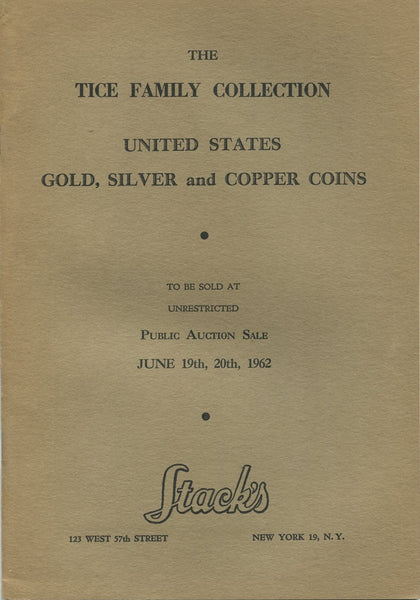 THE
TICE FAMILY COLLECTION
UNITED STATES
GOLD, SILVER and COPPER COINS
TO BE SOLD AT
UNRESTRICTED
PUBLIC AUCTION SALE
JUNE 19th, 20th, 1962
Stack's
123 WEST 57th STREET NEW YORK 19, N. Y.